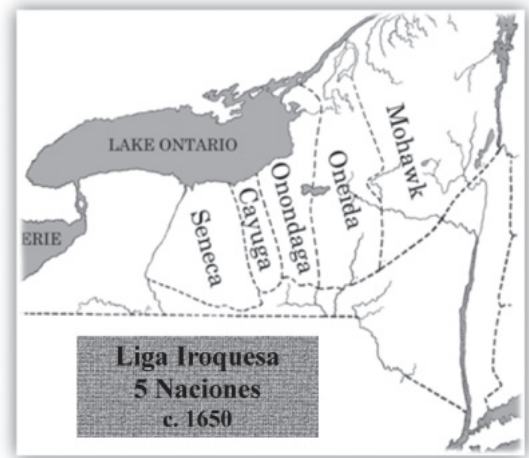 LAKE ONTARIO
ERIE
Seneca
Cayuga
Onondaga
Oneida
Mohawk
Liga Iroquesa
5 Naciones
c. 1650